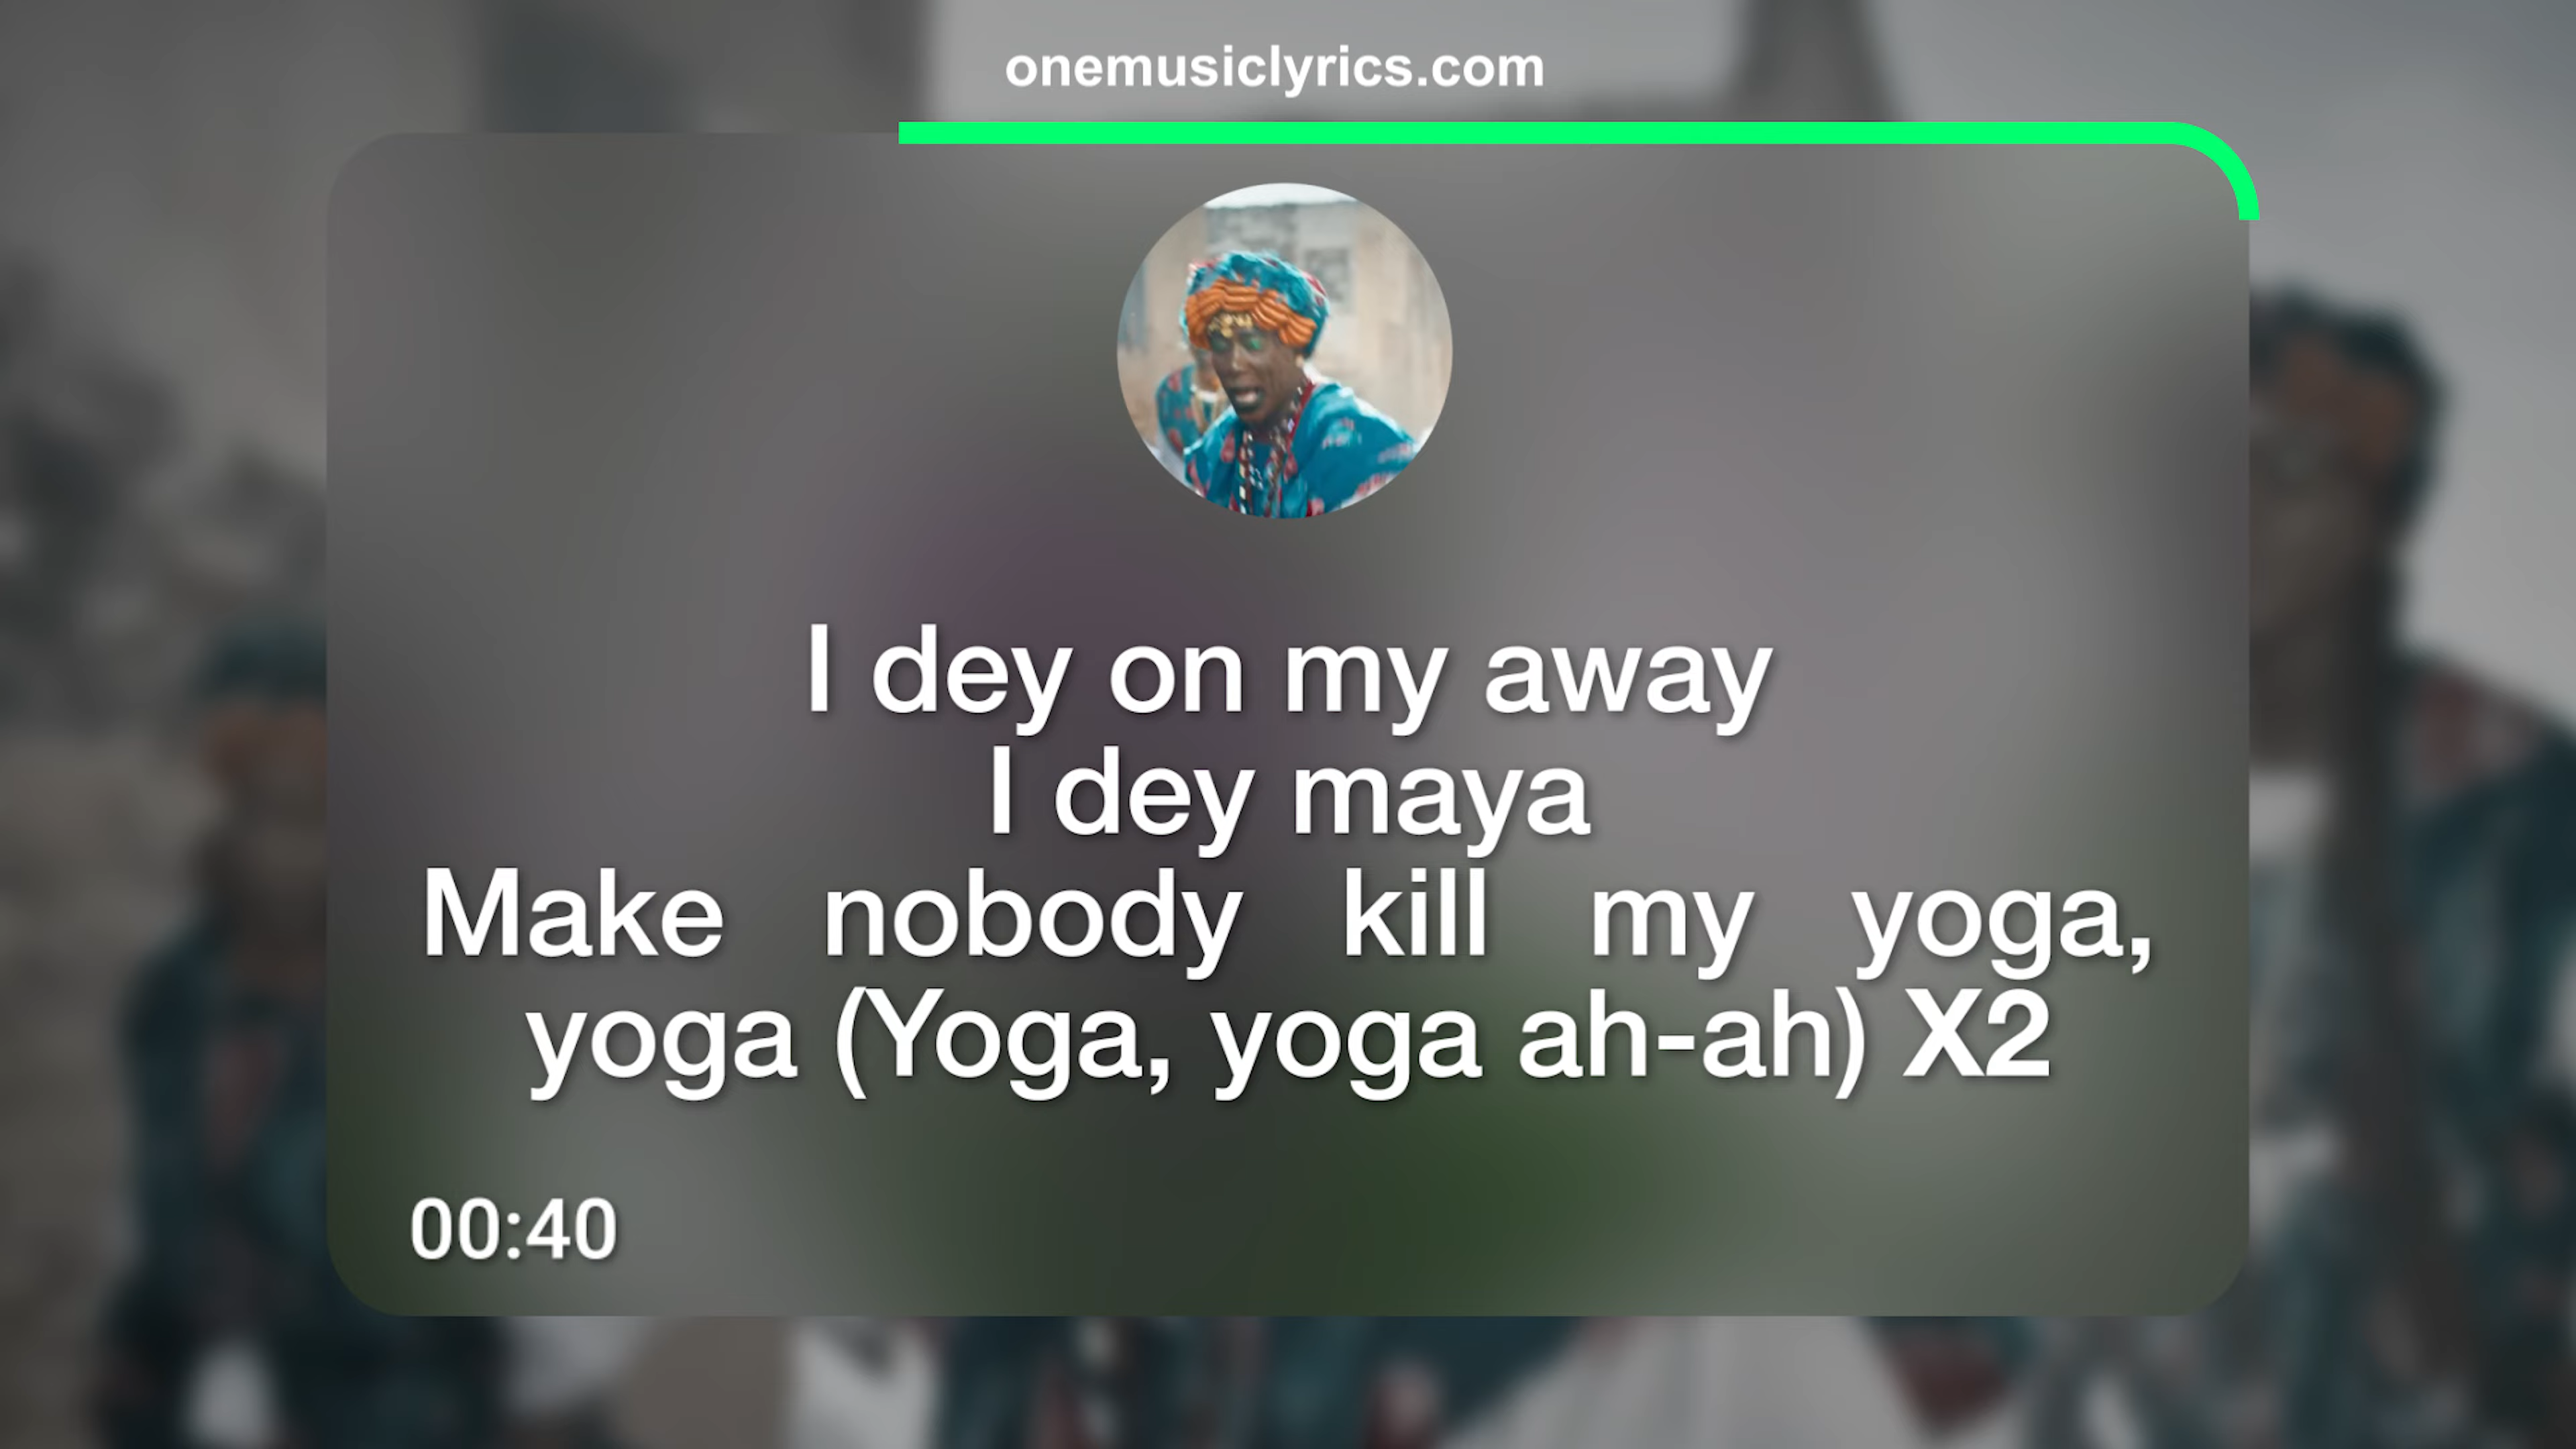 onemusiclyrics.com
I dey on my away
I dey maya
Make nobody kill my yoga,
yoga (Yoga, yoga ah-ah) X2
00:40